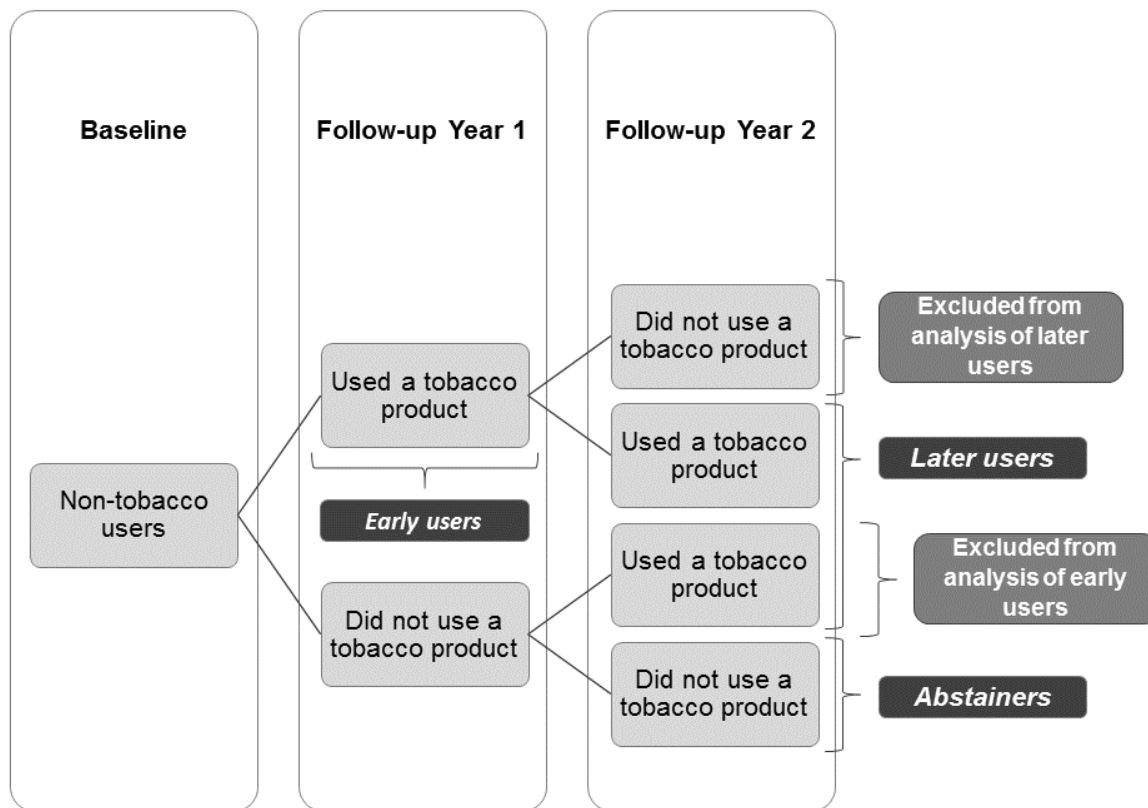 Baseline
Follow-up Year 1
Follow-up Year 2
Non-tobacco
users
Used a tobacco
product
Early users
Did not use a
tobacco product
Did not use a
tobacco product
Used a tobacco
product
Used a tobacco
product
Did not use a
tobacco product
Excluded from
analysis of later
users
Later users
Excluded from
analysis of early
users
Abstainers